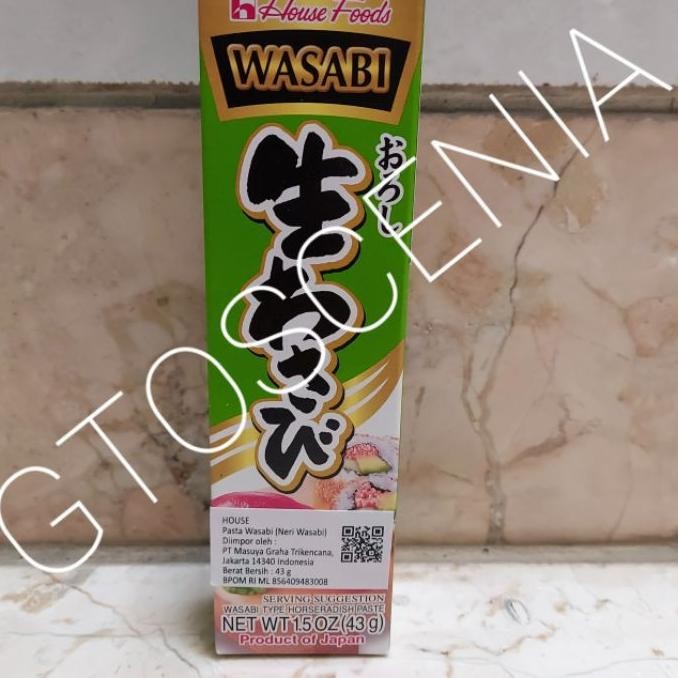 House Foods
WASABI
おろし
生わさび
HOUSE
Pasta Wasabi (Neri Wasabi)
Diimpor oleh :
PT Masuya Graha Trikencana,
Jakarta 14340 Indonesia
Berat Bersih : 43 g
BPOM RI ML 856409483008
SERVING SUGGESTION
WASABI TYPE HORSERADISH PASTE
NET WT 1.5 OZ (43 g)
Product of Japan
GTOSCENIA